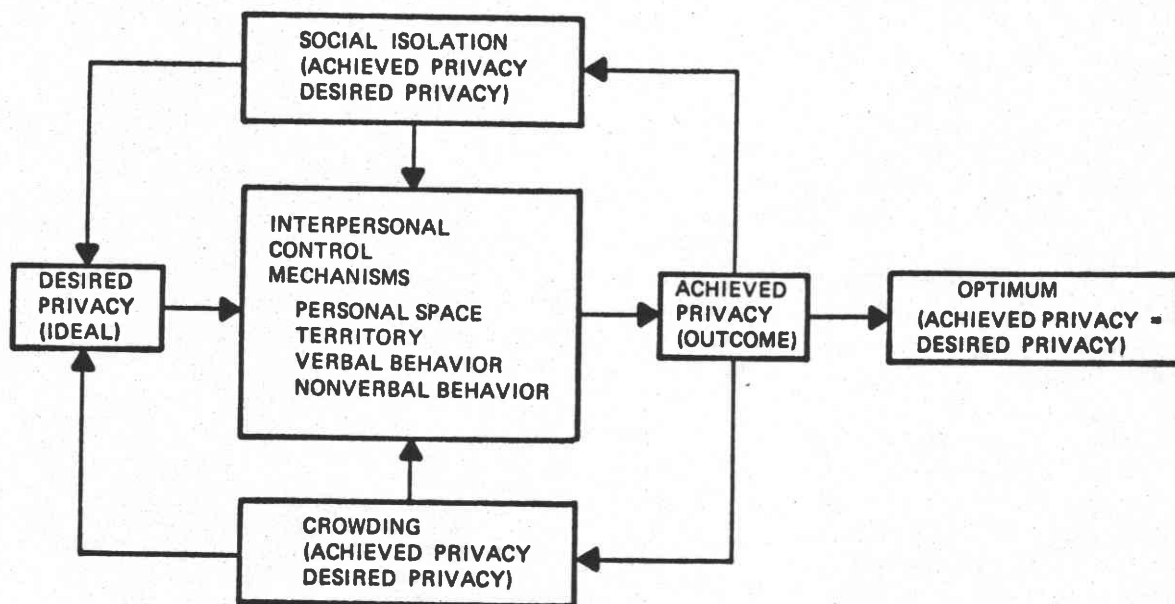 SOCIAL ISOLATION
(ACHIEVED PRIVACY
DESIRED PRIVACY)
INTERPERSONAL
CONTROL
MECHANISMS
PERSONAL SPACE
TERRITORY
VERBAL BEHAVIOR
NONVERBAL BEHAVIOR
DESIRED
PRIVACY
(IDEAL)
ACHIEVED
PRIVACY
(OUTCOME)
OPTIMUM
(ACHIEVED PRIVACY =
DESIRED PRIVACY)
CROWDING
(ACHIEVED PRIVACY
DESIRED PRIVACY)